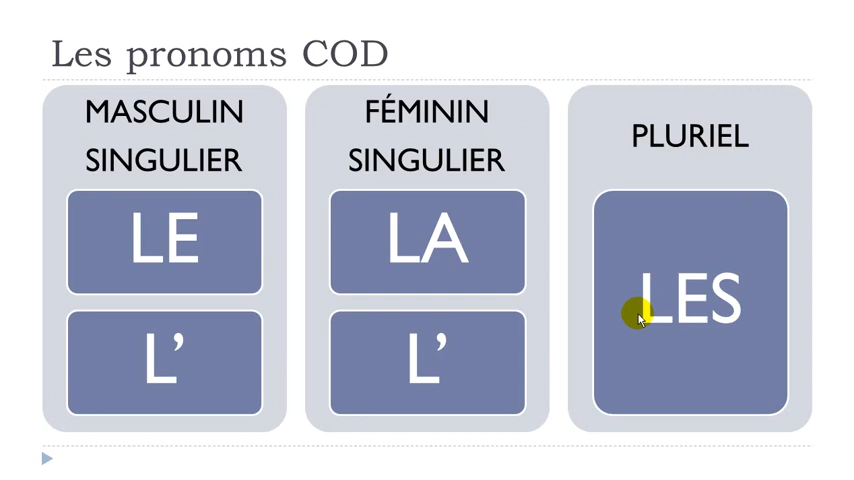 Les pronoms COD
MASCULIN
SINGULIER
LE
L’
FÉMININ
SINGULIER
LA
L’
PLURIEL
LES